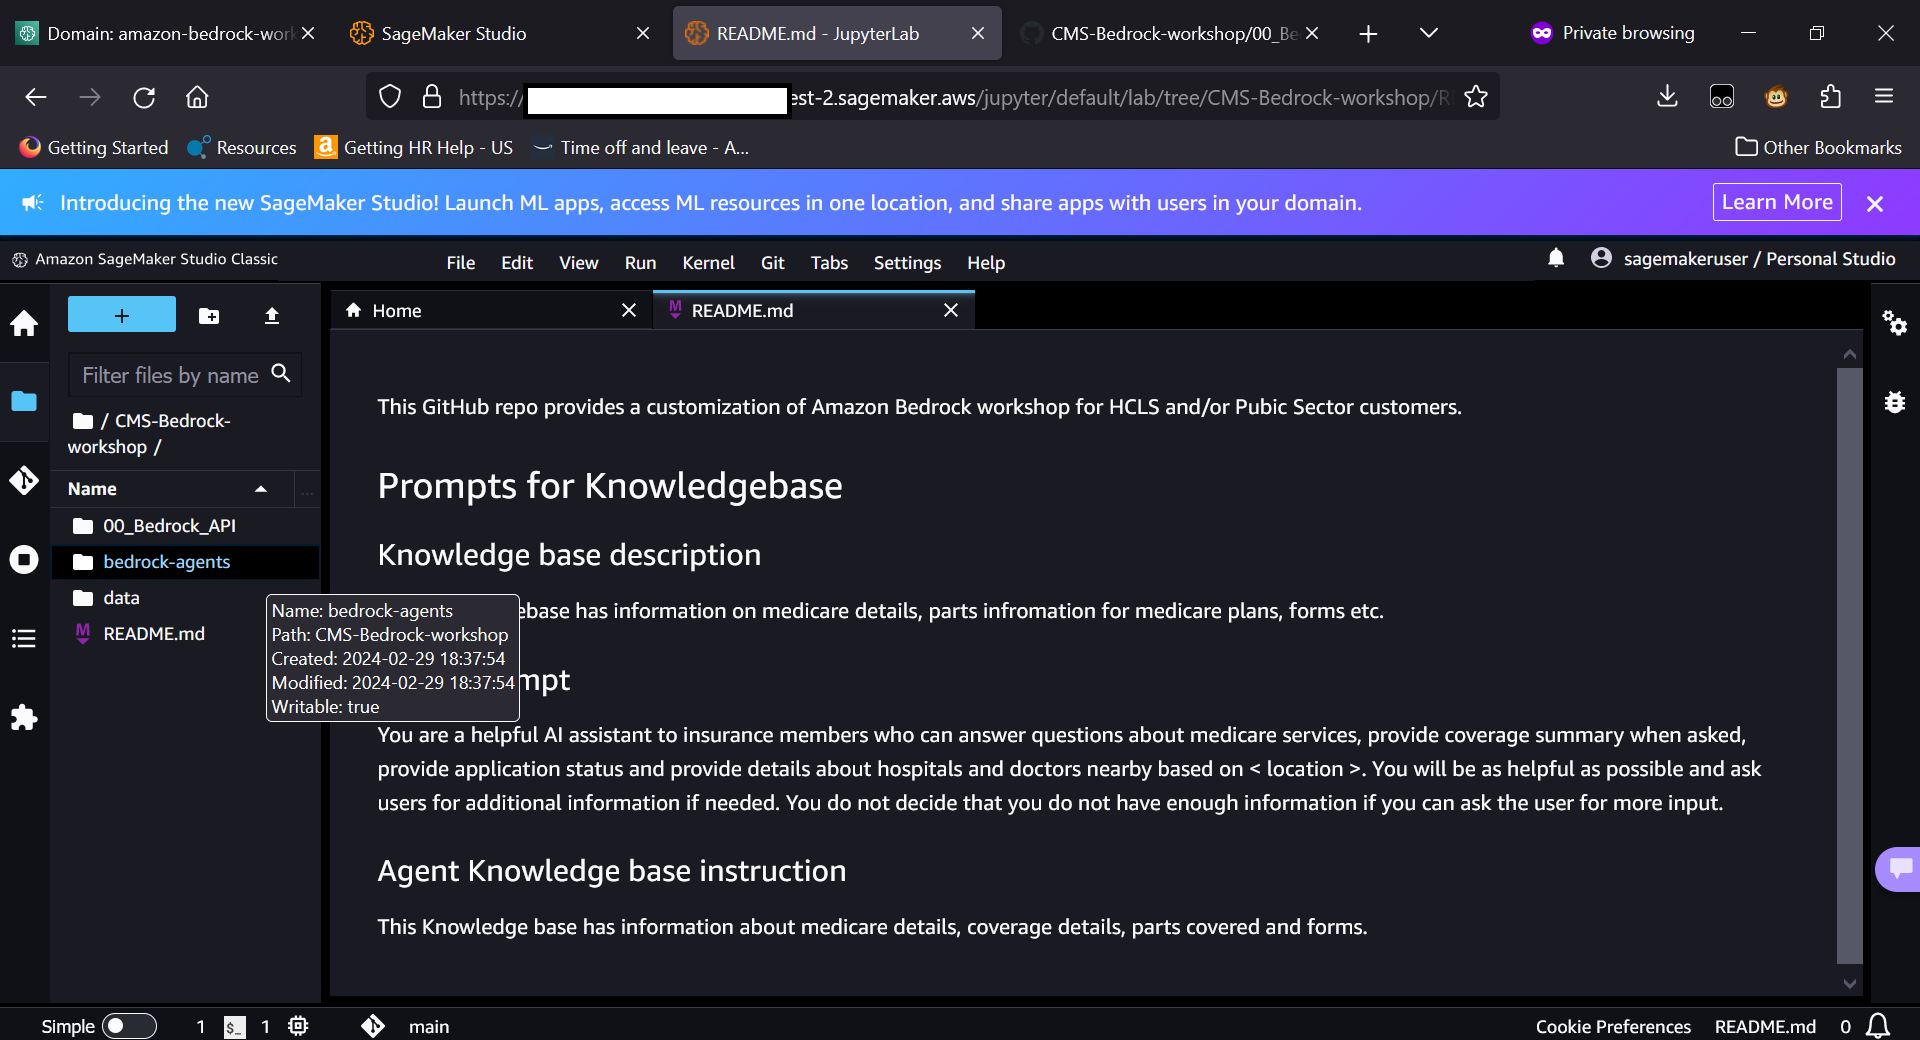 Domain: amazon-bedrock-work
SageMaker Studio
README.md - JupyterLab
CMS-Bedrock-workshop/00_Be
Private browsing
https:// est-2.sagemaker.aws/jupyter/default/lab/tree/CMS-Bedrock-workshop/R
Getting Started
Resources
Getting HR Help - US
Time off and leave - A...
Other Bookmarks
Introducing the new SageMaker Studio! Launch ML apps, access ML resources in one location, and share apps with users in your domain.
Learn More
Amazon SageMaker Studio Classic
File Edit View Run Kernel Git Tabs Settings Help
sagemakeruser / Personal Studio
+
Filter files by name
/ CMS-Bedrock-
workshop /
Name
...
00_Bedrock_API
bedrock-agents
data
README.md
Name: bedrock-agents
Path: CMS-Bedrock-workshop
Created: 2024-02-29 18:37:54
Modified: 2024-02-29 18:37:54
Writable: true
Home
README.md
This GitHub repo provides a customization of Amazon Bedrock workshop for HCLS and/or Pubic Sector customers.
Prompts for Knowledgebase
Knowledge base description
ebase has information on medicare details, parts infromation for medicare plans, forms etc.
mpt
You are a helpful AI assistant to insurance members who can answer questions about medicare services, provide coverage summary when asked,
provide application status and provide details about hospitals and doctors nearby based on < location >. You will be as helpful as possible and ask
users for additional information if needed. You do not decide that you do not have enough information if you can ask the user for more input.
Agent Knowledge base instruction
This Knowledge base has information about medicare details, coverage details, parts covered and forms.
Simple
1
$_
1
main
Cookie Preferences
README.md
0